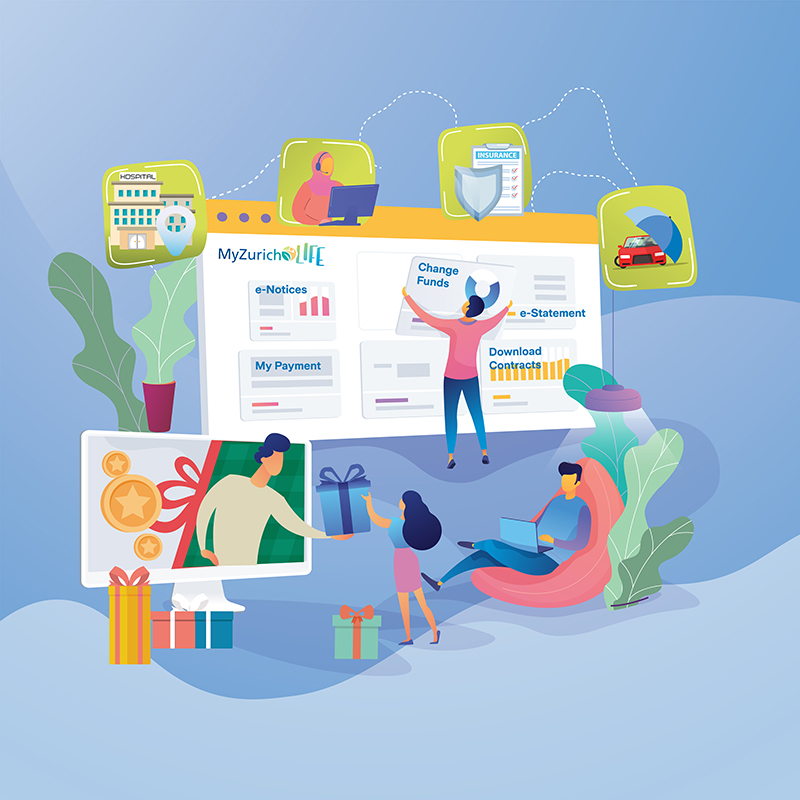 HOSPITAL
INSURANCE
MyZurichLIFE
Change
Funds
e-Notices
e-Statement
My Payment
Download
Contracts